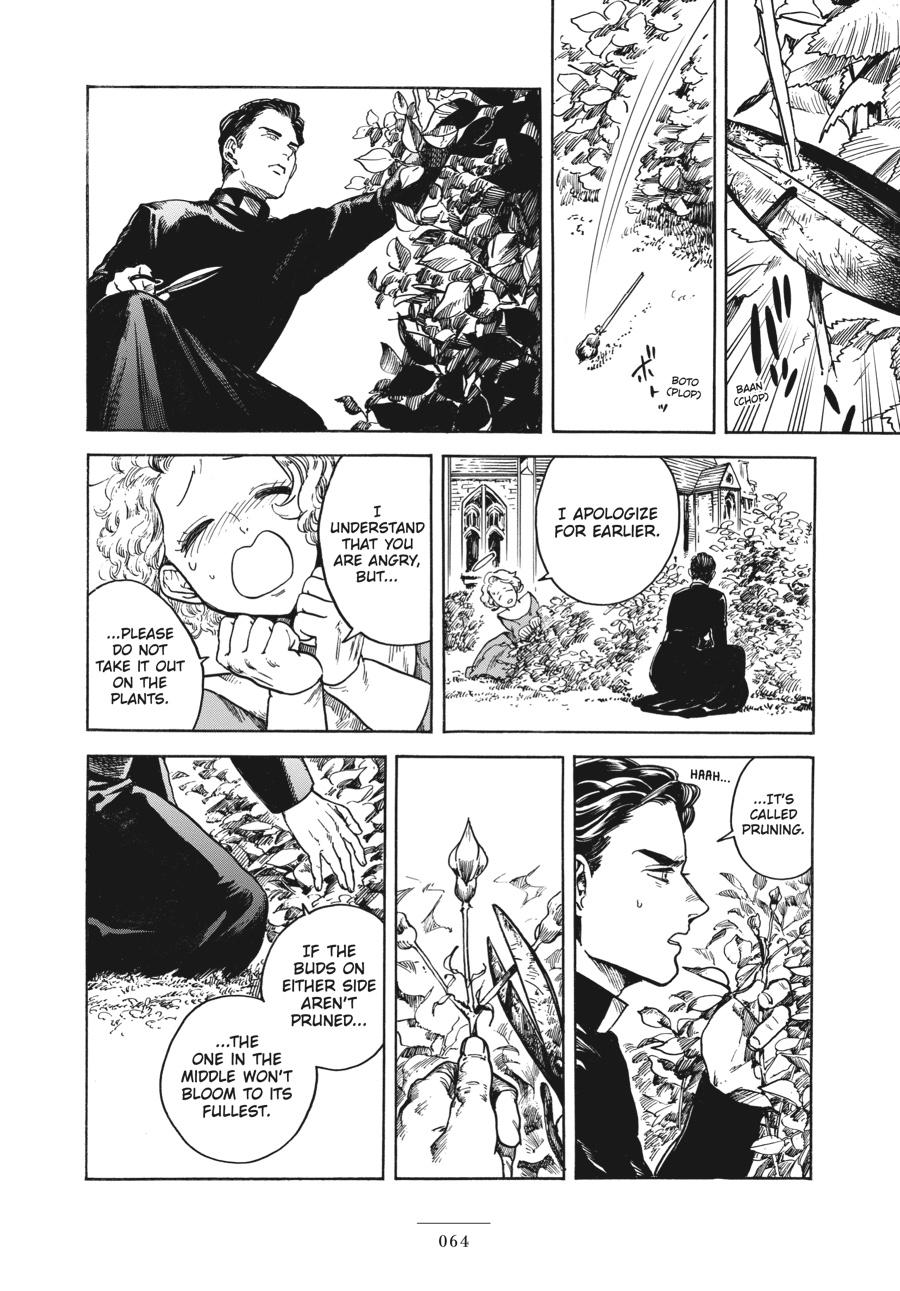 BAAN
(CHOP)
ボトッ
BOTO
(PLOP)
I APOLOGIZE
FOR EARLIER.
I
UNDERSTAND
THAT YOU
ARE ANGRY,
BUT...
...PLEASE
DO NOT
TAKE IT OUT
ON THE
PLANTS.
HAAH...
...IT'S
CALLED
PRUNING.
IF THE
BUDS ON
EITHER SIDE
AREN'T
PRUNED...
...THE
ONE IN THE
MIDDLE WON'T
BLOOM TO ITS
FULLEST.
064